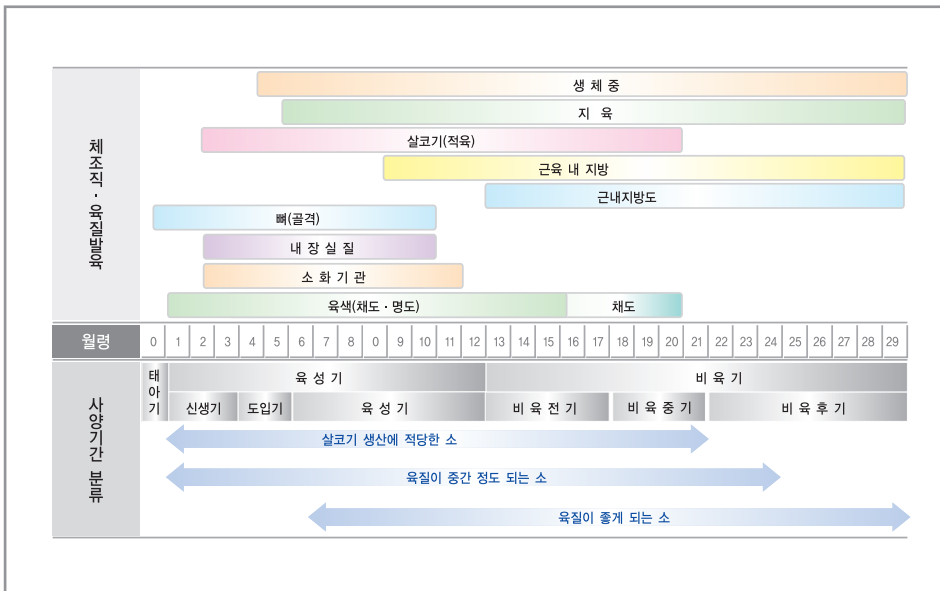 체조직·육질발육
생 체 중
지 육
살코기(적육)
근육 내 지방
근내지방도
뼈(골격)
내 장 실 질
소 화 기 관
육색(채도 · 명도) 채도
월령 0 1 2 3 4 5 6 7 8 0 9 10 11 12 13 14 15 16 17 18 19 20 21 22 23 24 25 26 27 28 29
사양기간 분류
태아기
육 성 기 비 육 기
신생기 도입기 육 성 기 비 육 전 기 비 육 중 기 비 육 후 기
살코기 생산에 적당한 소
육질이 중간 정도 되는 소
육질이 좋게 되는 소